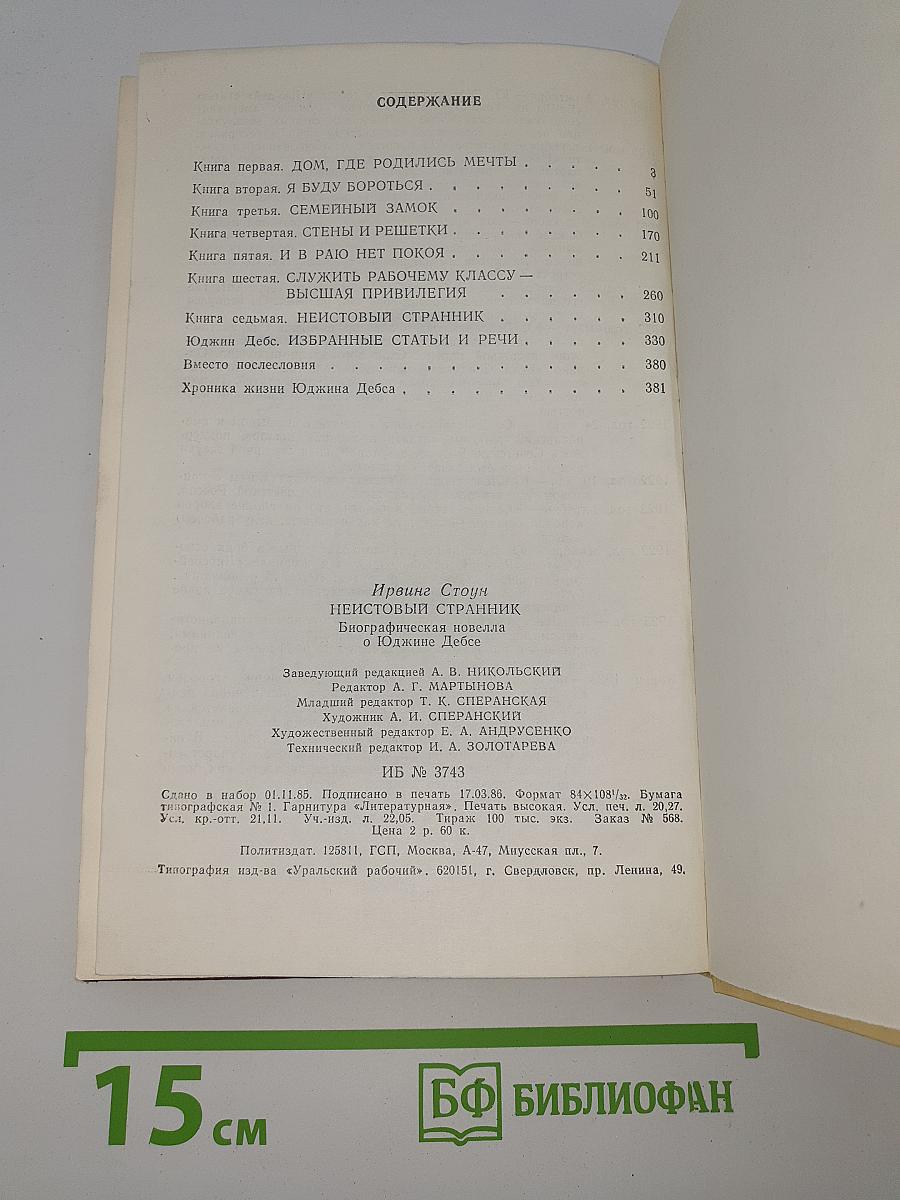 СОДЕРЖАНИЕ
Книга первая. ДОМ, ГДЕ РОДИЛИСЬ МЕЧТЫ . . . . . 3
Книга вторая. Я БУДУ БОРОТЬСЯ . . . . . . . . . 51
Книга третья. СЕМЕЙНЫЙ ЗАМОК . . . . . . . . 100
Книга четвертая. СТЕНЫ И РЕШЕТКИ . . . . . . . . 170
Книга пятая. И В РАЮ НЕТ ПОКОЯ . . . . . . . . 211
Книга шестая. СЛУЖИТЬ РАБОЧЕМУ КЛАССУ —
ВЫСШАЯ ПРИВИЛЕГИЯ . . . . . . 260
Книга седьмая. НЕИСТОВЫЙ СТРАННИК . . . . . . 310
Юджин Дебс. ИЗБРАННЫЕ СТАТЬИ И РЕЧИ . . . . . 330
Вместо послесловия . . . . . . . . . . . . . 380
Хроника жизни Юджина Дебса . . . . . . . . . . 381
Ирвинг Стоун
НЕИСТОВЫЙ СТРАННИК
Биографическая новелла
о Юджине Дебсе
Заведующий редакцией А. В. НИКОЛЬСКИЙ
Редактор А. Г. МАРТЫНОВА
Младший редактор Т. К. СПЕРАНСКАЯ
Художник А. И. СПЕРАНСКИЙ
Художественный редактор Е. А. АНДРУСЕНКО
Технический редактор И. А. ЗОЛОТАРЕВА
ИБ № 3743
Сдано в набор 01.11.85. Подписано в печать 17.03.86. Формат 84×108¹/₃₂. Бумага
типографская № 1. Гарнитура «Литературная». Печать высокая. Усл. печ. л. 20,27.
Усл. кр.-отт. 21,11. Уч.-изд. л. 22,05. Тираж 100 тыс. экз. Заказ № 568.
Цена 2 р. 60 к.
Политиздат. 125811, ГСП, Москва, А-47, Миусская пл., 7.
Типография изд-ва «Уральский рабочий». 620151, г. Свердловск, пр. Ленина, 49.
15 см
БФ БИБЛИОФАН